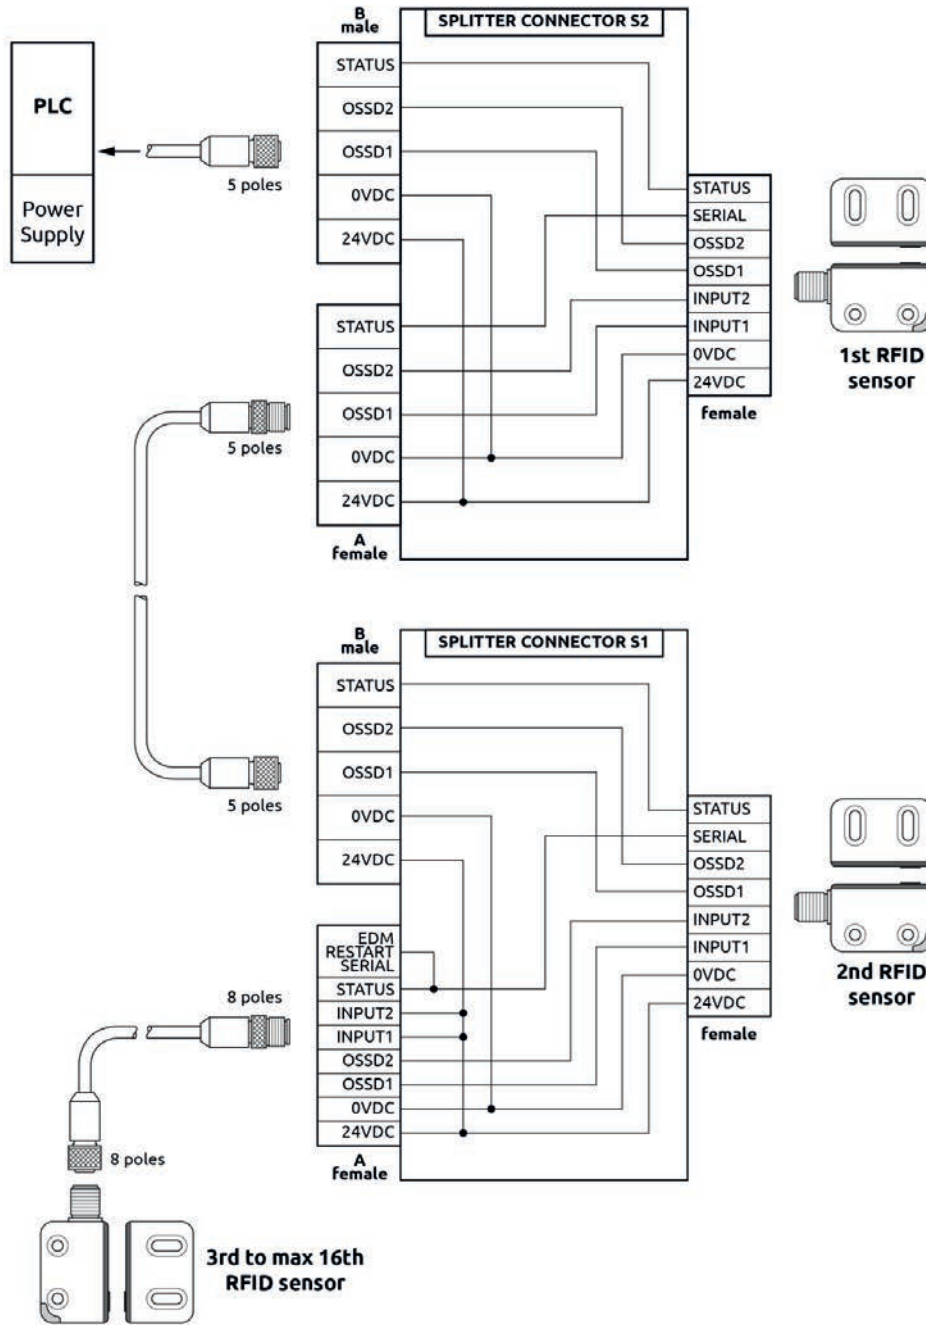 B
male
SPLITTER CONNECTOR S2
PLC
Power
Supply
5 poles
STATUS
OSSD2
OSSD1
0VDC
24VDC
STATUS
SERIAL
OSSD2
OSSD1
INPUT2
INPUT1
0VDC
24VDC
female
1st RFID
sensor
STATUS
OSSD2
OSSD1
0VDC
24VDC
A
female
5 poles
B
male
SPLITTER CONNECTOR S1
STATUS
OSSD2
OSSD1
0VDC
24VDC
5 poles
STATUS
SERIAL
OSSD2
OSSD1
INPUT2
INPUT1
0VDC
24VDC
female
2nd RFID
sensor
EDM
RESTART
SERIAL
STATUS
INPUT2
INPUT1
OSSD2
OSSD1
0VDC
24VDC
A
female
8 poles
8 poles
3rd to max 16th
RFID sensor